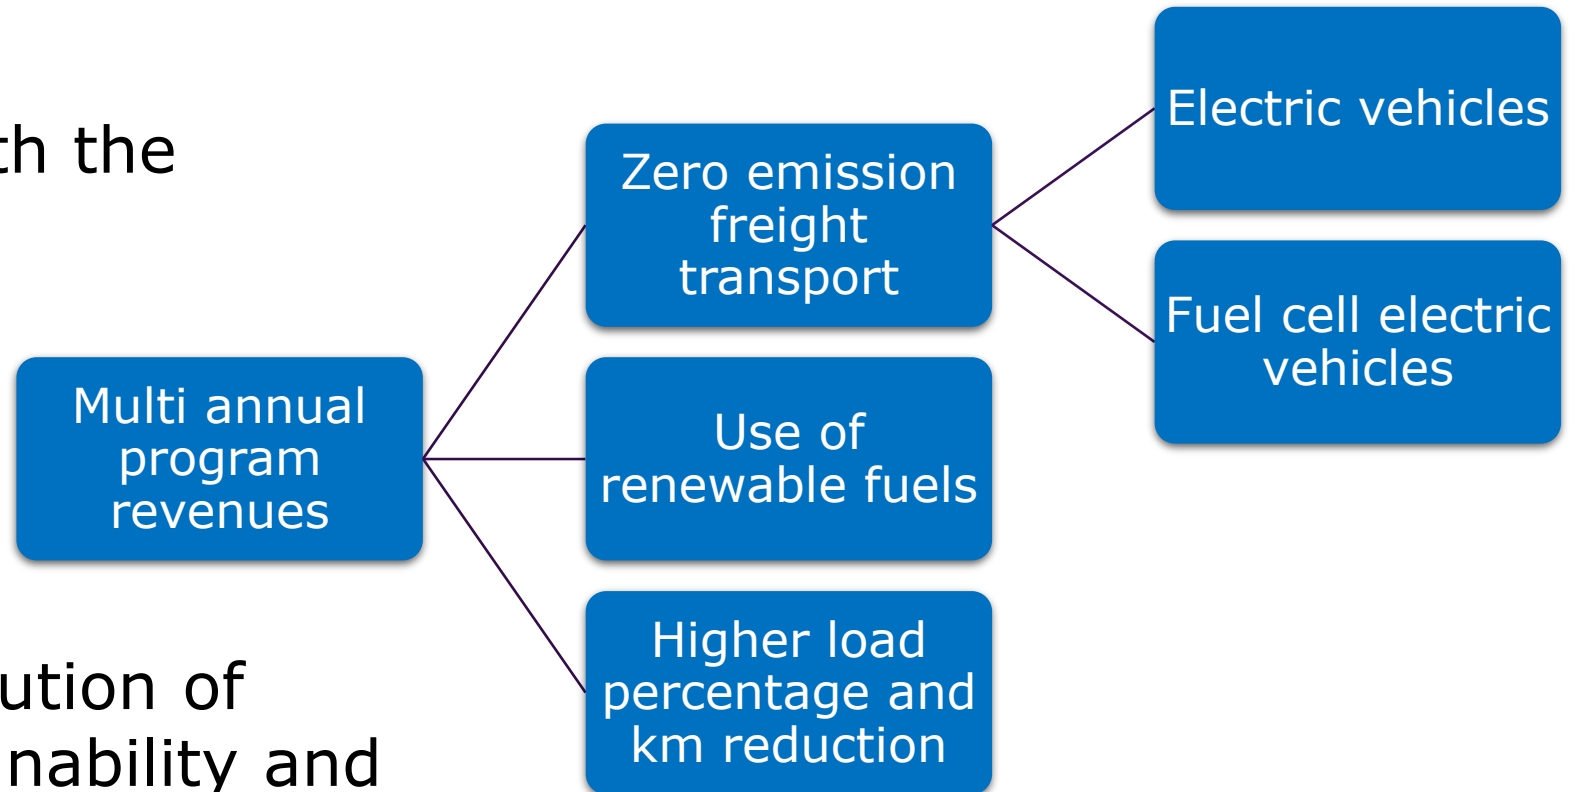 th the
ution of
nability and
Multi annual
program
revenues
Zero emission
freight
transport
Use of
renewable fuels
Higher load
percentage and
km reduction
Electric vehicles
Fuel cell electric
vehicles